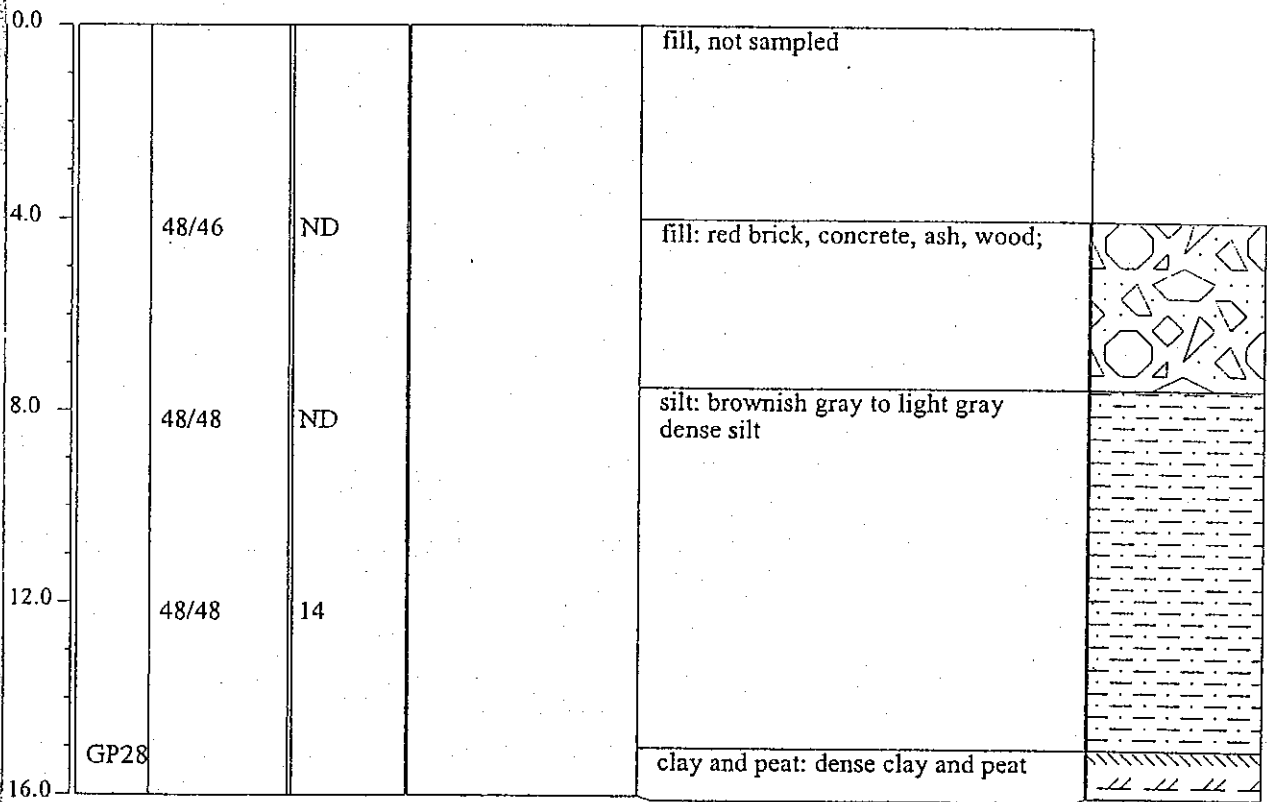 0.0
fill, not sampled
4.0
48/46
ND
fill: red brick, concrete, ash, wood;
8.0
48/48
ND
silt: brownish gray to light gray
dense silt
12.0
48/48
14
GP28
clay and peat: dense clay and peat
16.0